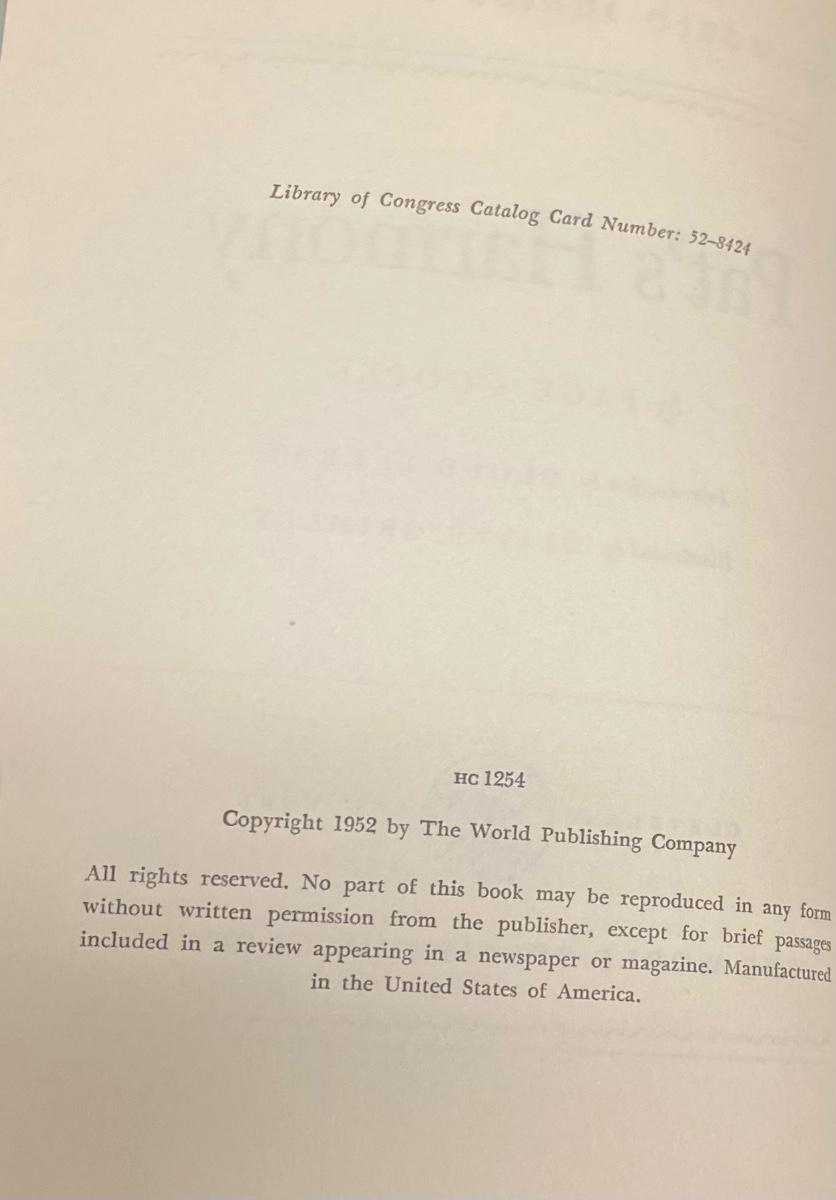 Library of Congress Catalog Card Number: 52–8424
Pat's Harmony
HC 1254
Copyright 1952 by The World Publishing Company
All rights reserved. No part of this book may be reproduced in any form
without written permission from the publisher, except for brief passages
included in a review appearing in a newspaper or magazine. Manufactured
in the United States of America.